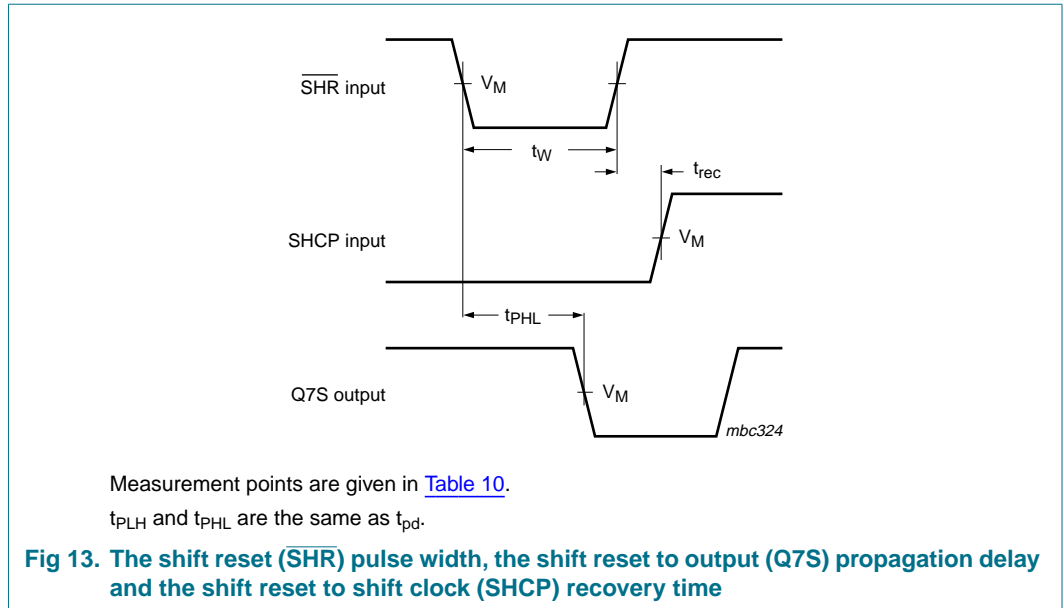 S̅H̅R̅ input
VM
tW
trec
SHCP input
VM
tPHL
Q7S output
VM
mbc324
Measurement points are given in Table 10.
tPLH and tPHL are the same as tpd.
Fig 13. The shift reset (S̅H̅R̅) pulse width, the shift reset to output (Q7S) propagation delay
and the shift reset to shift clock (SHCP) recovery time